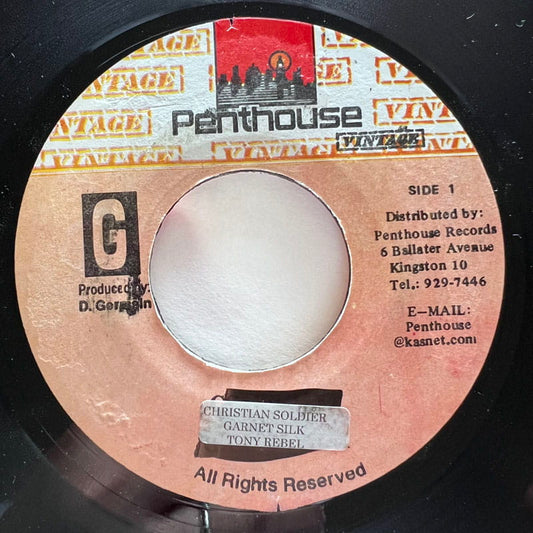 VINTAGE
VINTAGE
VINTAGE
VINTAGE
VINTAGE
Penthouse
VINTAGE
SIDE 1
G
Produced by:
D. Germain
Distributed by:
Penthouse Records
6 Ballater Avenue
Kingston 10
Tel.: 929-7446
E-MAIL:
Penthouse
@kasnet.com
CHRISTIAN SOLDIER
GARNET SILK
TONY REBEL
All Rights Reserved